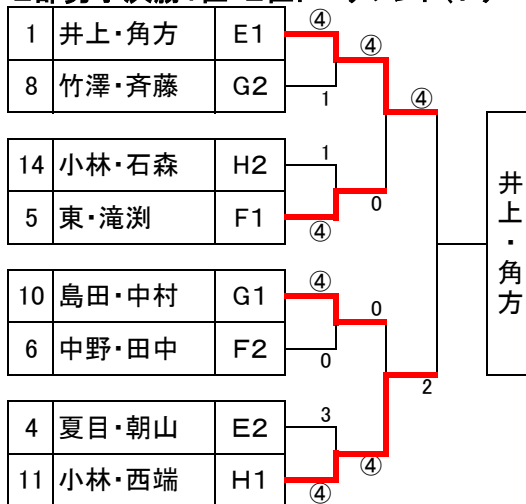 ④
1 井上・角方 E1 ④
④
8 竹澤・斉藤 G2 1
14 小林・石森 H2 1
0
5 東・滝渕 F1 ④
井上・角方
10 島田・中村 G1 ④
0
6 中野・田中 F2 0
2
4 夏目・朝山 E2 3
④
11 小林・西端 H1 ④